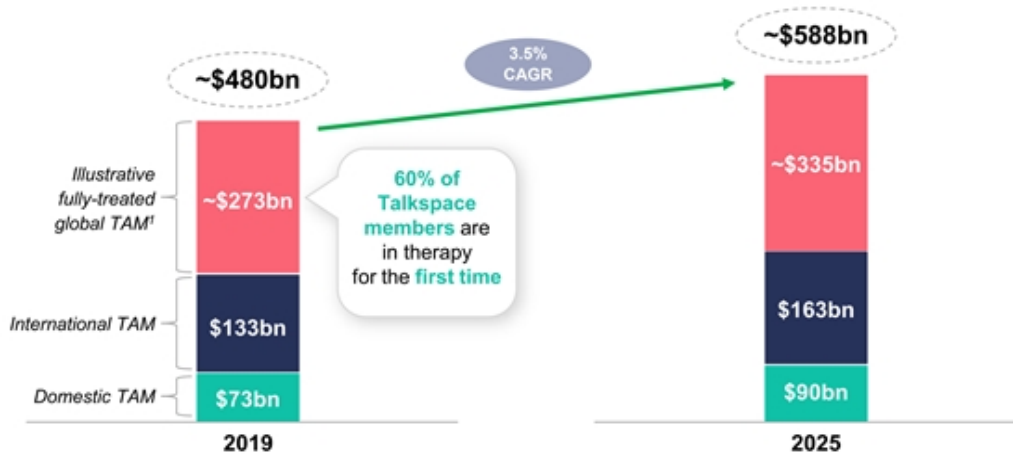 ~$480bn
3.5%
CAGR
~$588bn
Illustrative
fully-treated
global TAM¹
~$273bn
60% of
Talkspace
members are
in therapy
for the first time
~$335bn
International TAM
$133bn
$163bn
Domestic TAM
$73bn
$90bn
2019
2025